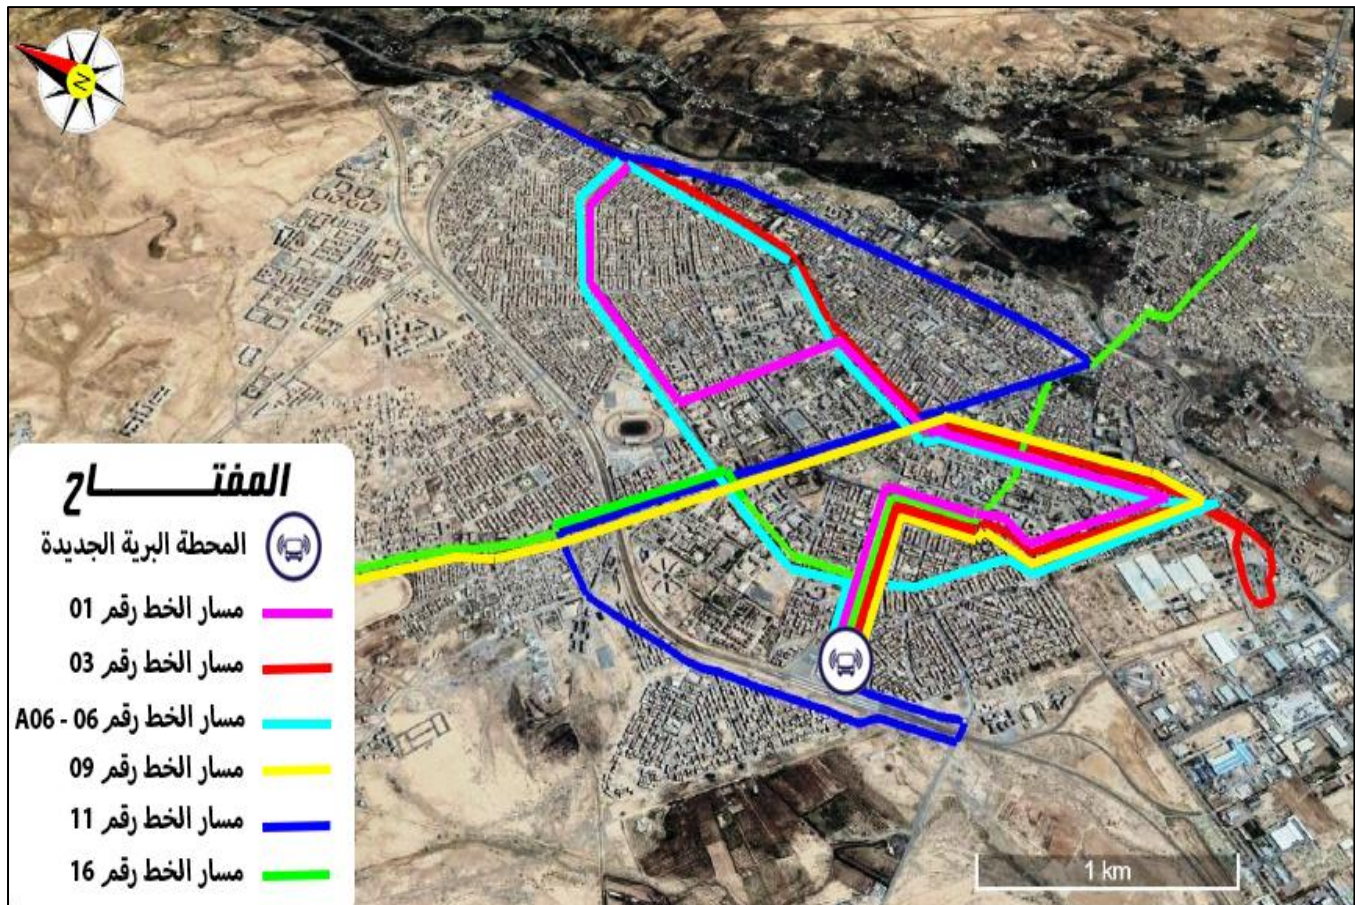 N
المفتــــــاح
المحطة البرية الجديدة
مسار الخط رقم 01
مسار الخط رقم 03
مسار الخط رقم 06 - A06
مسار الخط رقم 09
مسار الخط رقم 11
مسار الخط رقم 16
1 km